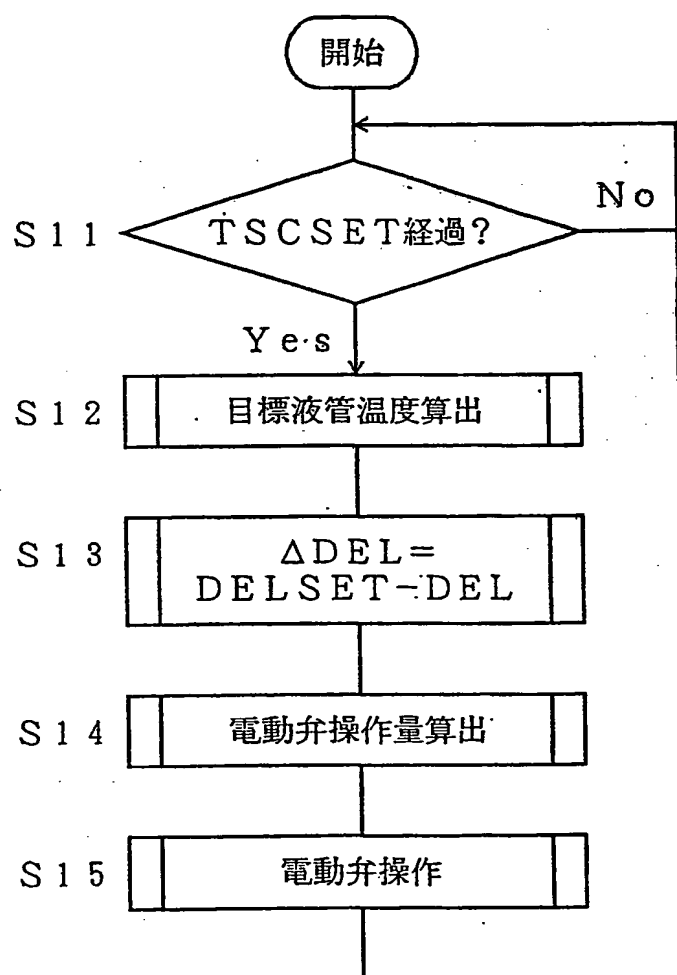 開始
No
S11 TSCSET経過?
Yes
S12 目標液管温度算出
S13 ΔDEL=
DELSET-DEL
S14 電動弁操作量算出
S15 電動弁操作